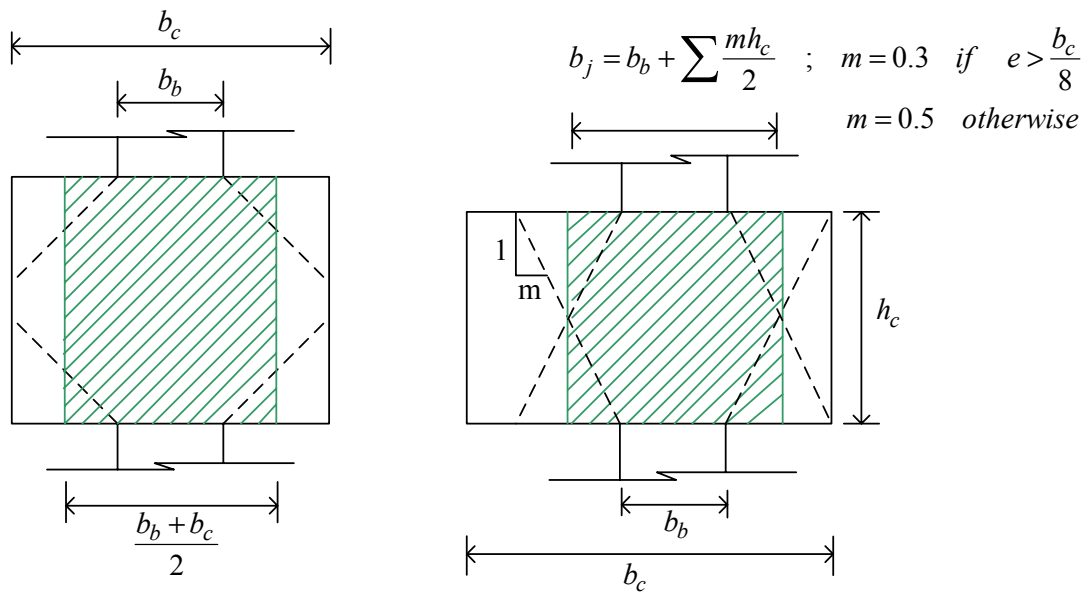 b_c
b_b
b_j = b_b + ∑ mh_c/2 ; m = 0.3 if e > b_c/8
m = 0.5 otherwise
1
m
h_c
(b_b + b_c)/2
b_b
b_c